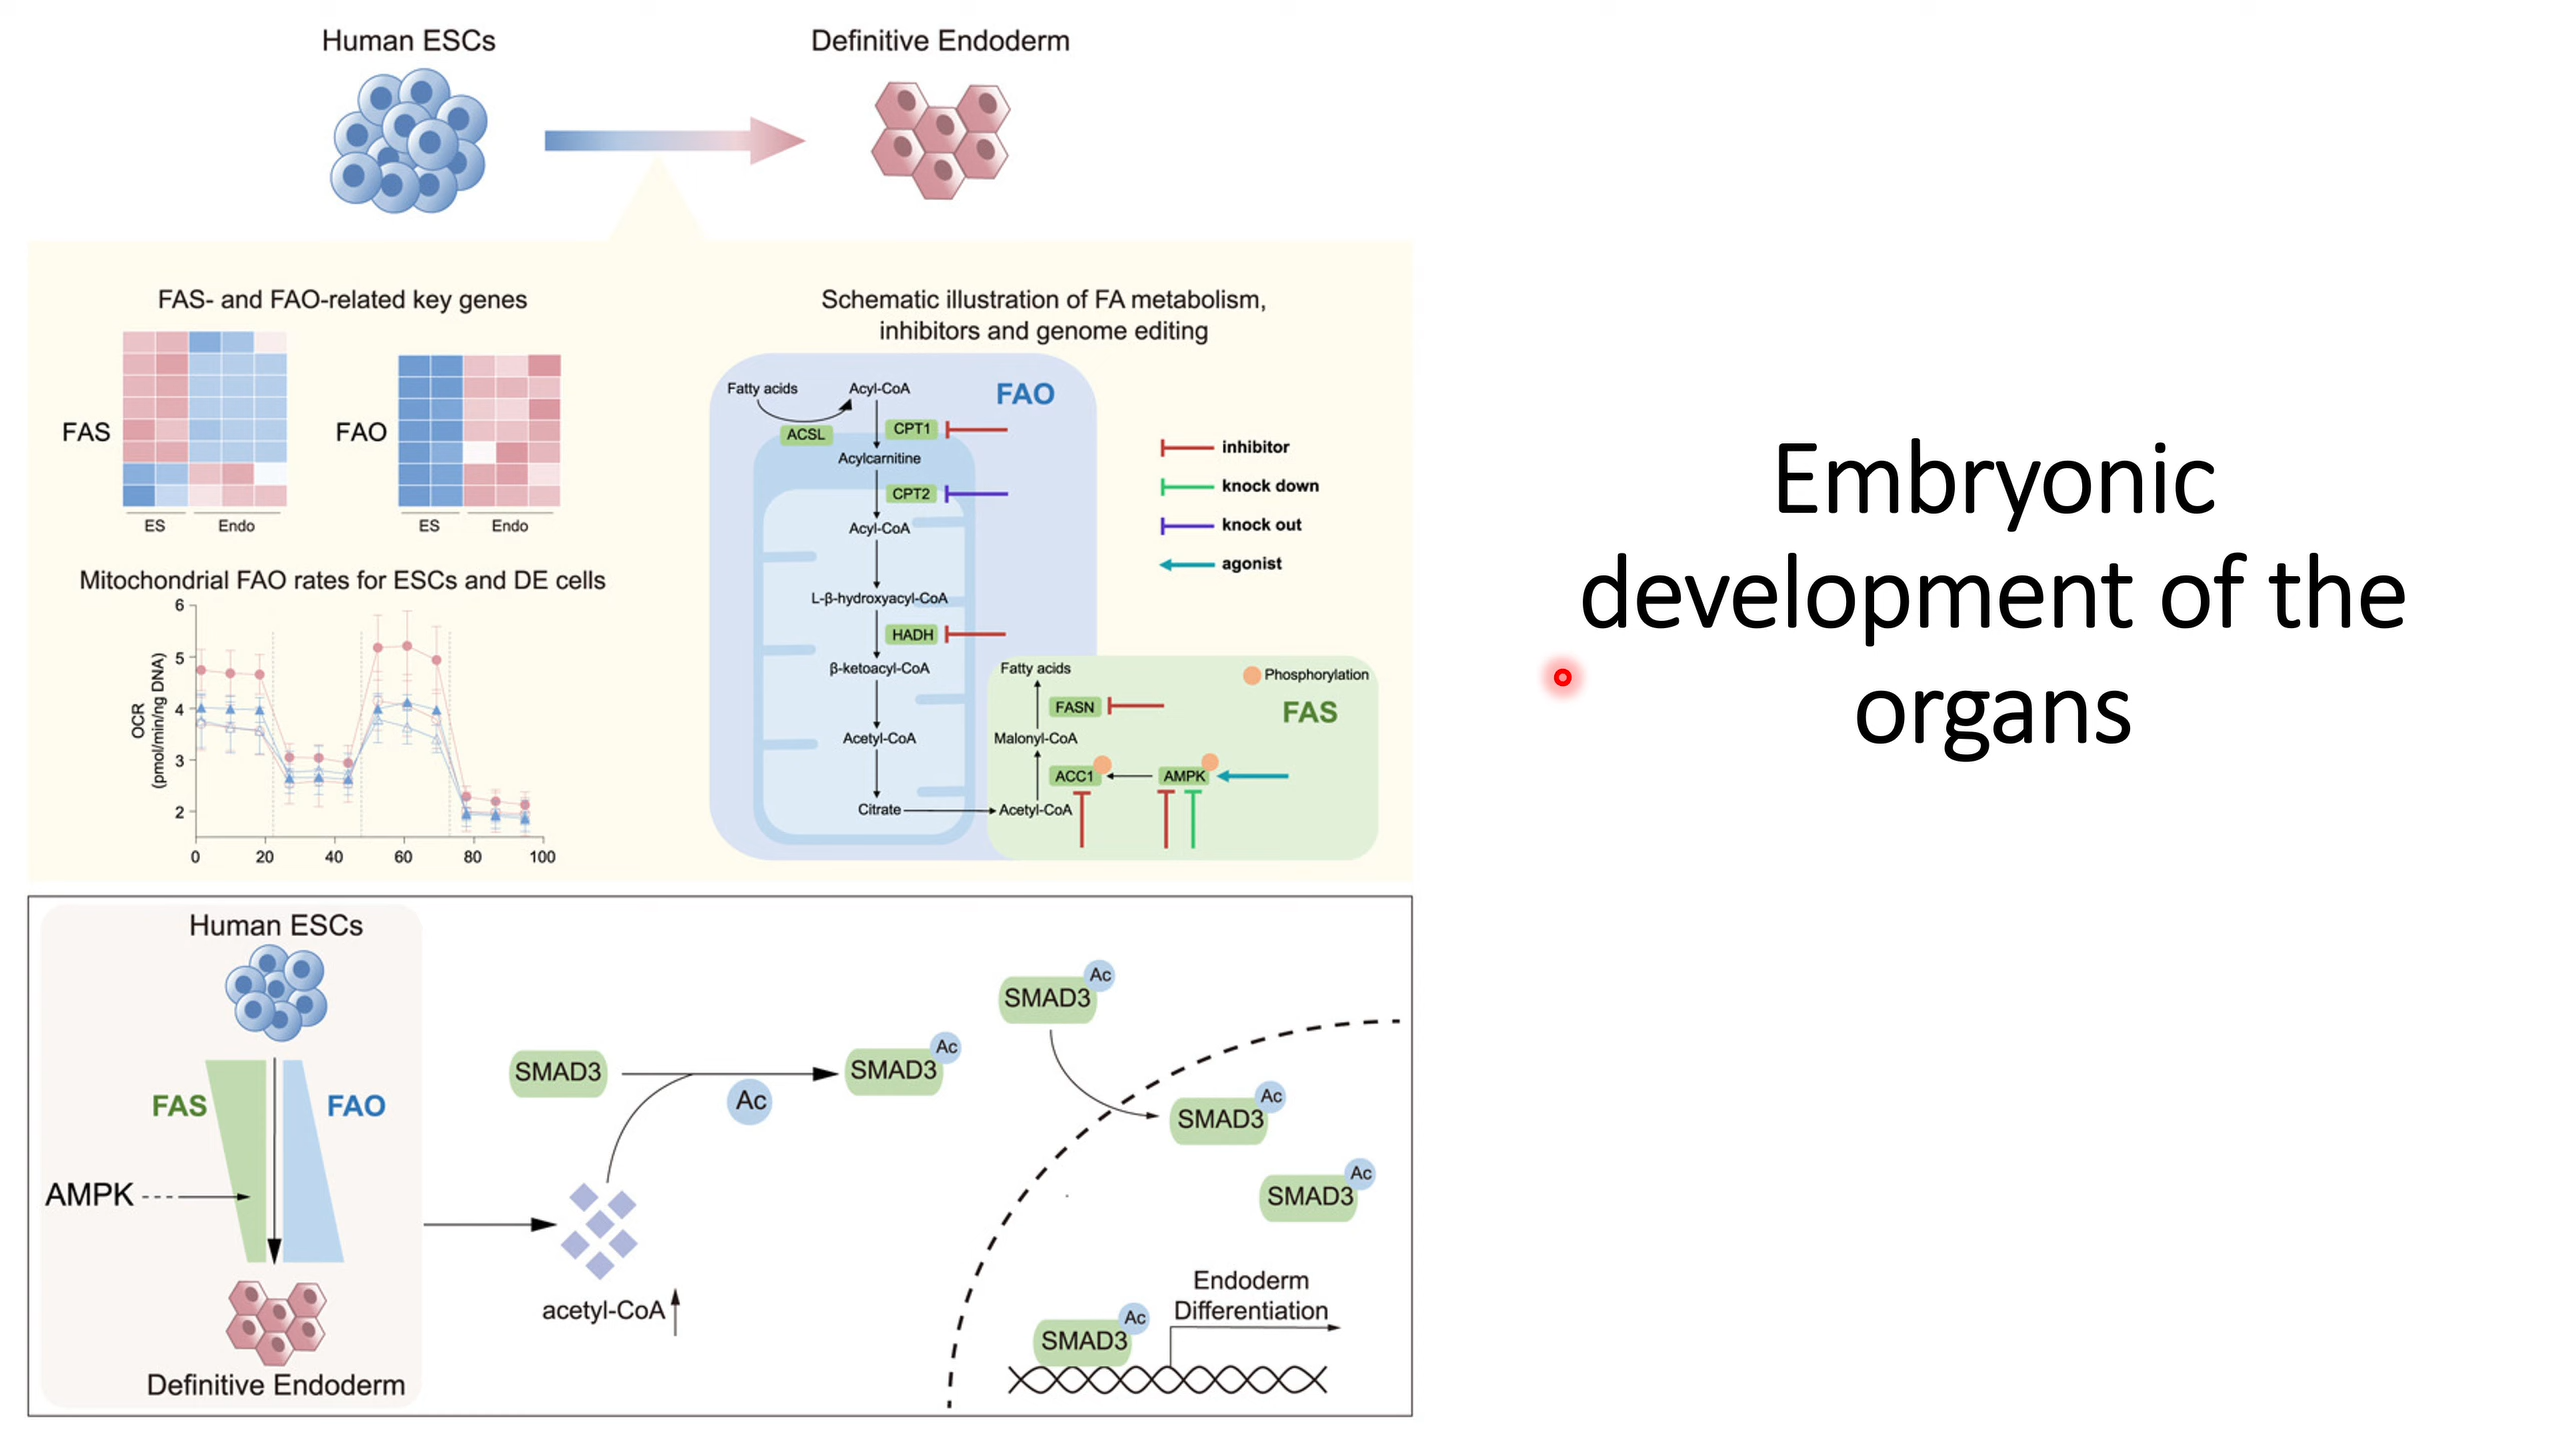 Human ESCs
Definitive Endoderm
FAS- and FAO-related key genes
FAS
ES
Endo
FAO
ES
Endo
Mitochondrial FAO rates for ESCs and DE cells
OCR
(pmol/min/ng DNA)
6
5
4
3
2
0
20
40
60
80
100
Schematic illustration of FA metabolism,
inhibitors and genome editing
FAO
Fatty acids
Acyl-CoA
ACSL
CPT1
Acylcarnitine
CPT2
Acyl-CoA
L-β-hydroxyacyl-CoA
HADH
β-ketoacyl-CoA
Acetyl-CoA
Citrate
inhibitor
knock down
knock out
agonist
Fatty acids
Phosphorylation
FASN
FAS
Malonyl-CoA
ACC1
AMPK
Acetyl-CoA
Human ESCs
FAS
FAO
AMPK
Definitive Endoderm
SMAD3
Ac
SMAD3
Ac
acetyl-CoA
SMAD3
Ac
SMAD3
Ac
SMAD3
Ac
Endoderm
Differentiation
SMAD3
Ac
Embryonic
development of the
organs